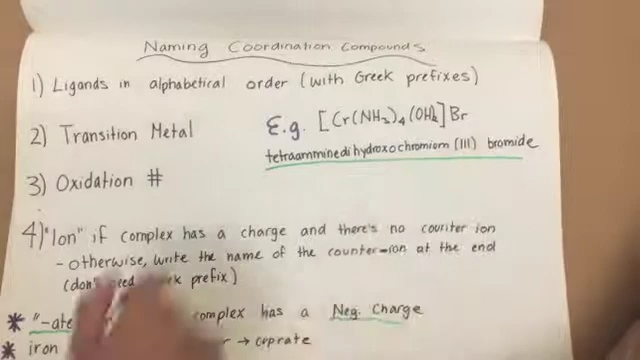 Naming Coordination Compounds
1) Ligands in alphabetical order (with Greek prefixes)
2) Transition Metal
E.g. [Cr(NH₃)₄(OH)₂]Br
tetraamminedihydroxochromiom (III) bromide
3) Oxidation #
4) "Ion" if complex has a charge and there's no counter ion
- otherwise, write the name of the counter-ion at the end
(don't need prefix)
* "-ate complex has a Neg. Charge
* iron → cuprate